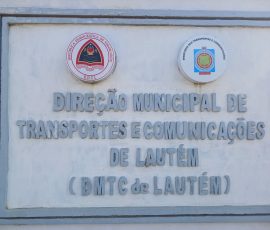 DIREÇÃO MUNICIPAL DE
TRANSPORTES E COMUNICAÇÕES
DE LAUTÉM
(DMTC de LAUTÉM)